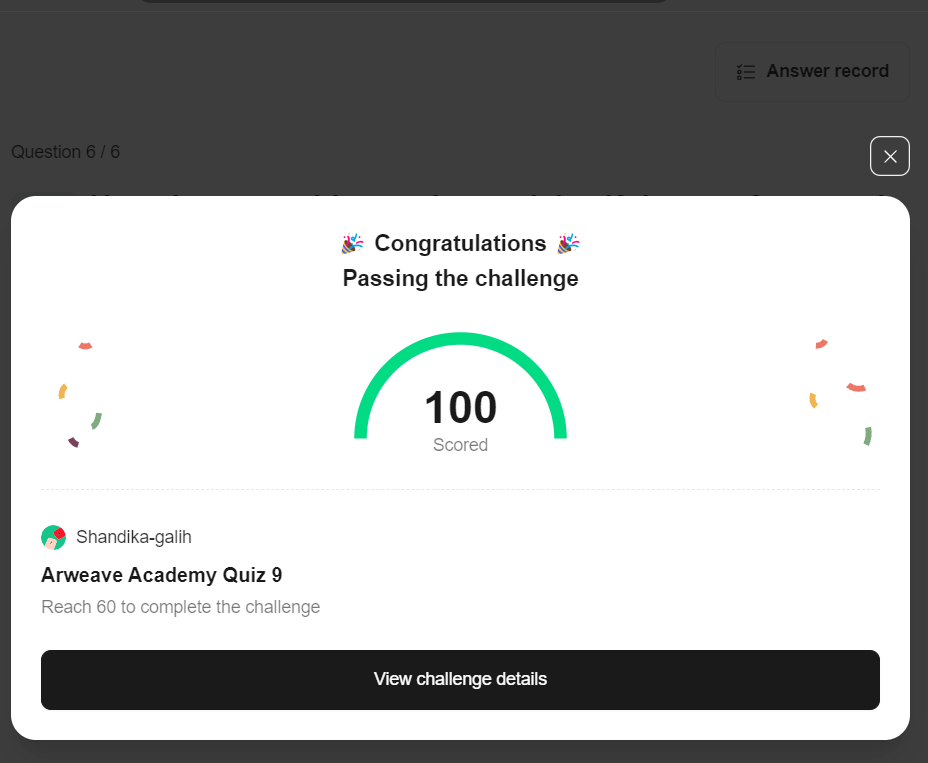 Answer record
Question 6 / 6
Congratulations
Passing the challenge
100
Scored
Shandika-galih
Arweave Academy Quiz 9
Reach 60 to complete the challenge
View challenge details